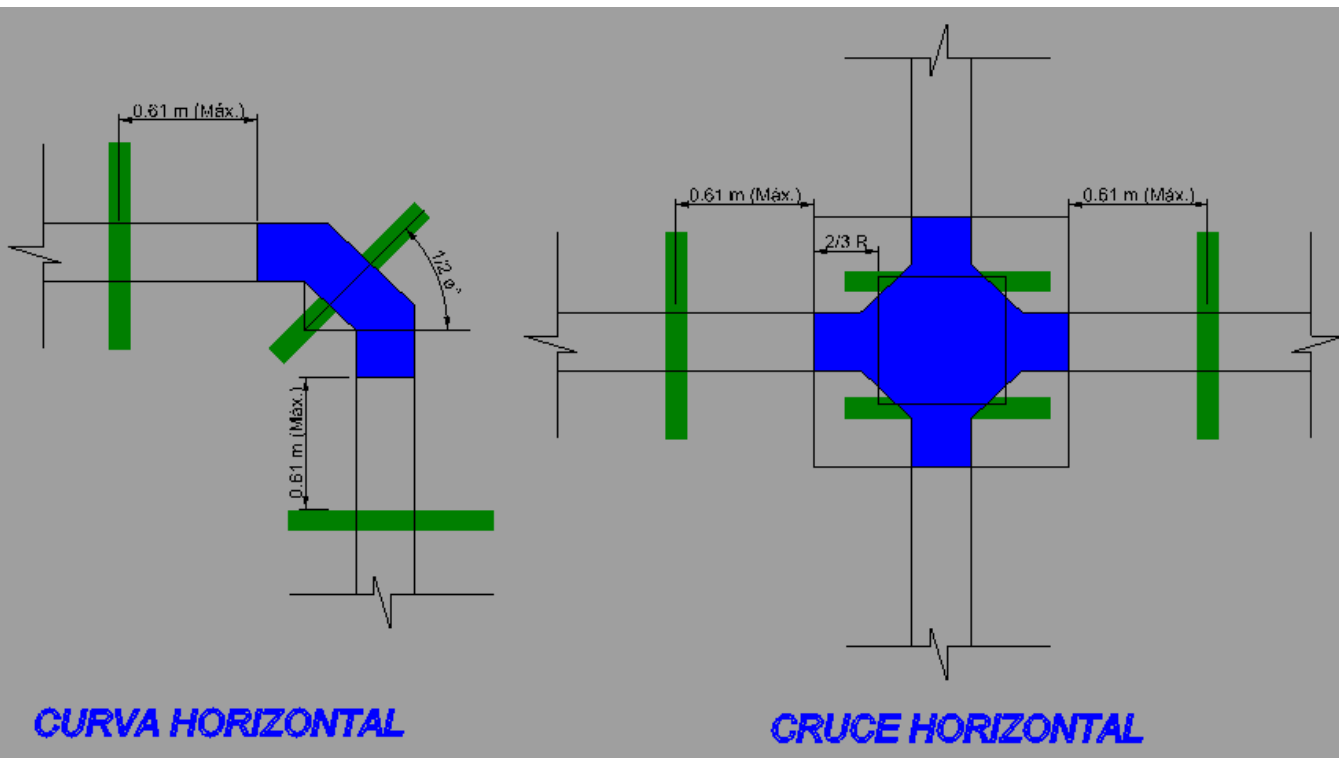 0.61 m (Máx.)
1/2 ø°
0.61 m (Máx.)
CURVA HORIZONTAL
0.61 m (Máx.)
0.61 m (Máx.)
2/3 R
CRUCE HORIZONTAL